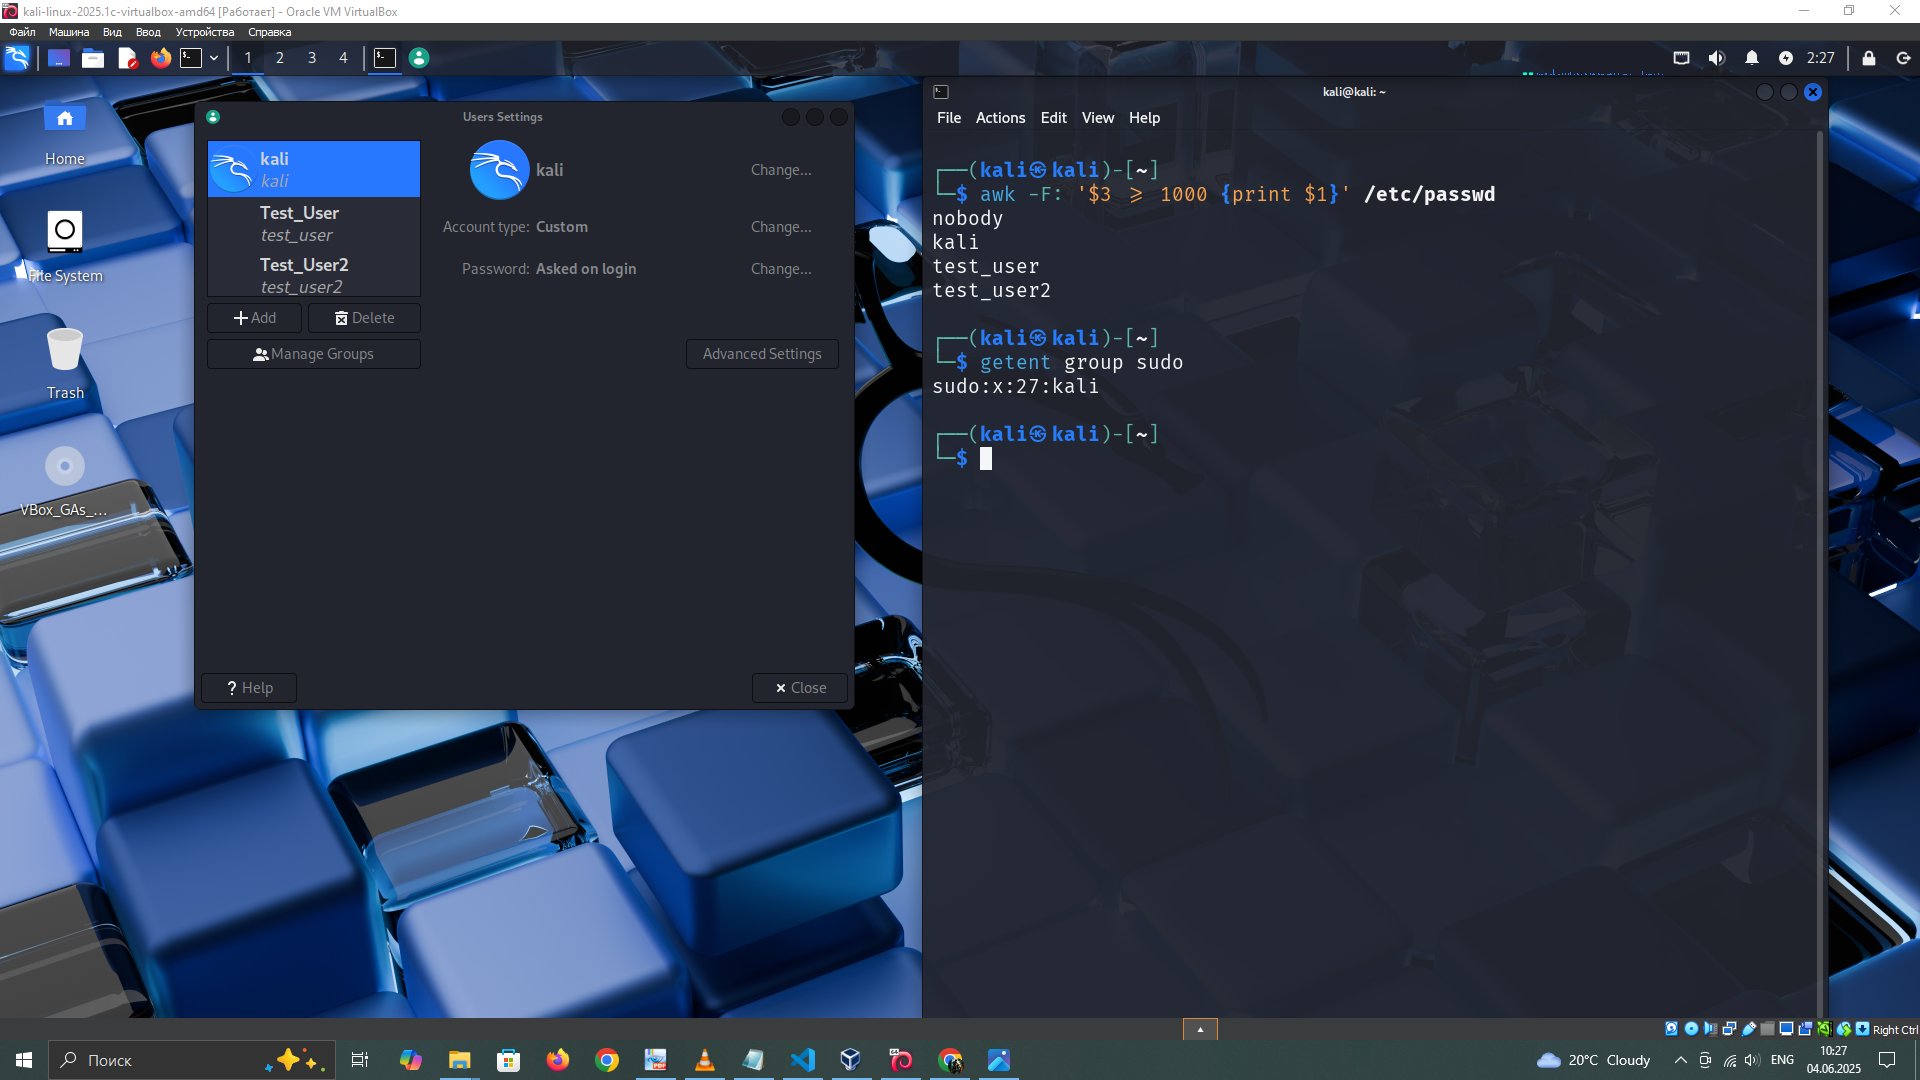 kali-linux-2025.1c-virtualbox-amd64 [Работает] - Oracle VM VirtualBox
Файл Машина Вид Ввод Устройства Справка
1 2 3 4
2:27
Home
File System
Trash
VBox_GAs_...
Users Settings
kali
kali
Test_User
test_user
Test_User2
test_user2
Add
Delete
Manage Groups
kali
Change...
Account type: Custom
Change...
Password: Asked on login
Change...
Advanced Settings
? Help
Close
kali@kali: ~
File Actions Edit View Help
┌──(kali㉿kali)-[~]
└─$ awk -F: '$3 >= 1000 {print $1}' /etc/passwd
nobody
kali
test_user
test_user2
┌──(kali㉿kali)-[~]
└─$ getent group sudo
sudo:x:27:kali
┌──(kali㉿kali)-[~]
└─$
Right Ctrl
Поиск
20°C Cloudy
ENG
10:27
04.06.2025